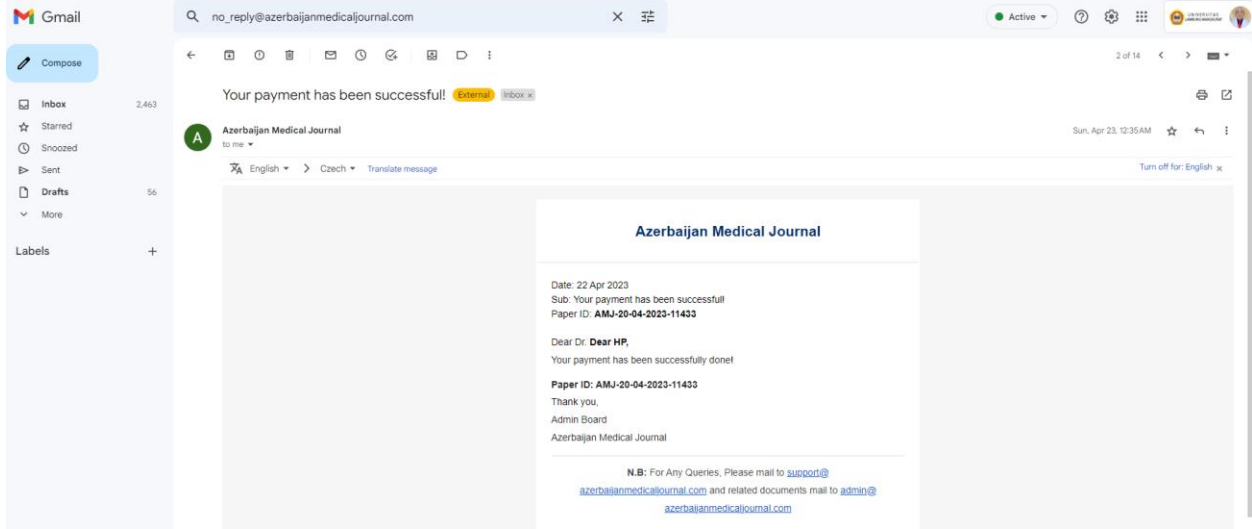 Gmail
no_reply@azerbaijanmedicaljournal.com
Active
Compose
2 of 14
Your payment has been successful! External Inbox x
Inbox 2,463
Starred
Snoozed
Sent
Drafts 56
More
Labels +
A
Azerbaijan Medical Journal
Sun, Apr 23, 12:35 AM
to me
English > Czech Translate message
Turn off for: English x
Azerbaijan Medical Journal
Date: 22 Apr 2023
Sub: Your payment has been successful!
Paper ID: AMJ-20-04-2023-11433
Dear Dr. Dear HP,
Your payment has been successfully done!
Paper ID: AMJ-20-04-2023-11433
Thank you,
Admin Board
Azerbaijan Medical Journal
N.B: For Any Queries, Please mail to support@
azerbaijanmedicaljournal.com and related documents mail to admin@
azerbaijanmedicaljournal.com